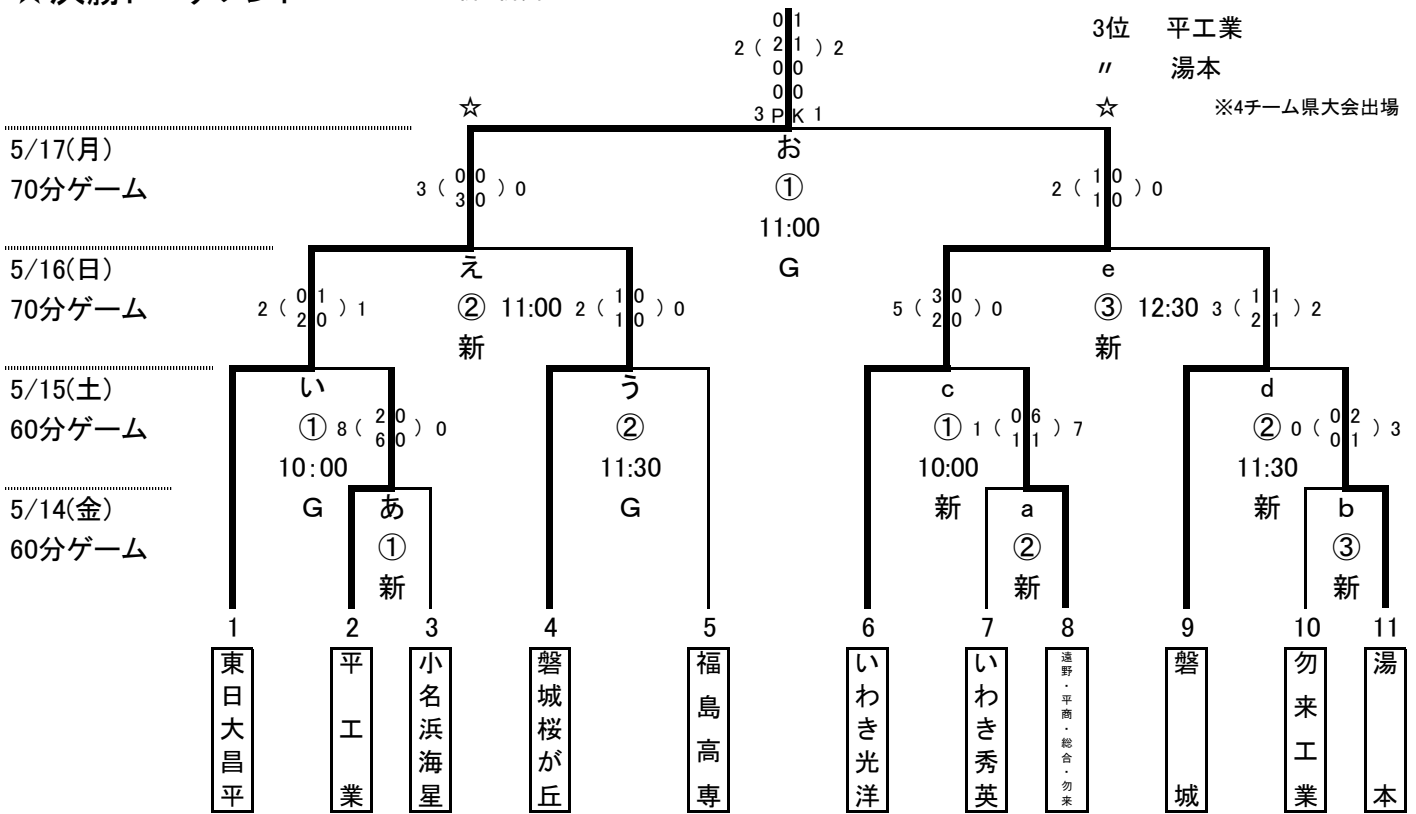 0 1
2 ( 2 1 ) 2
0 0
0 0
3 P K 1
3位 平工業
〃 湯本
※4チーム県大会出場
☆ ☆
5/17(月)
70分ゲーム
お
①
11:00
G
3 ( 0 0 ) 0
3 0
2 ( 1 0 ) 0
1 0
5/16(日)
70分ゲーム
え
② 11:00
新
e
③ 12:30
新
2 ( 0 1 ) 1
2 0
2 ( 1 0 ) 0
1 0
5 ( 3 0 ) 0
2 0
3 ( 1 1 ) 2
2 1
5/15(土)
60分ゲーム
い
①
10:00
G
う
②
11:30
G
c
①
10:00
新
d
②
11:30
新
8 ( 2 0 ) 0
6 0
1 ( 0 6 ) 7
1 1
0 ( 0 2 ) 3
0 1
5/14(金)
60分ゲーム
あ
①
新
a
②
新
b
③
新
1 2 3 4 5 6 7 8 9 10 11
東日大昌平
平工業
小名浜海星
磐城桜が丘
福島高専
いわき光洋
いわき秀英
遠野・平商・総合・勿来
磐城
勿来工業
湯本